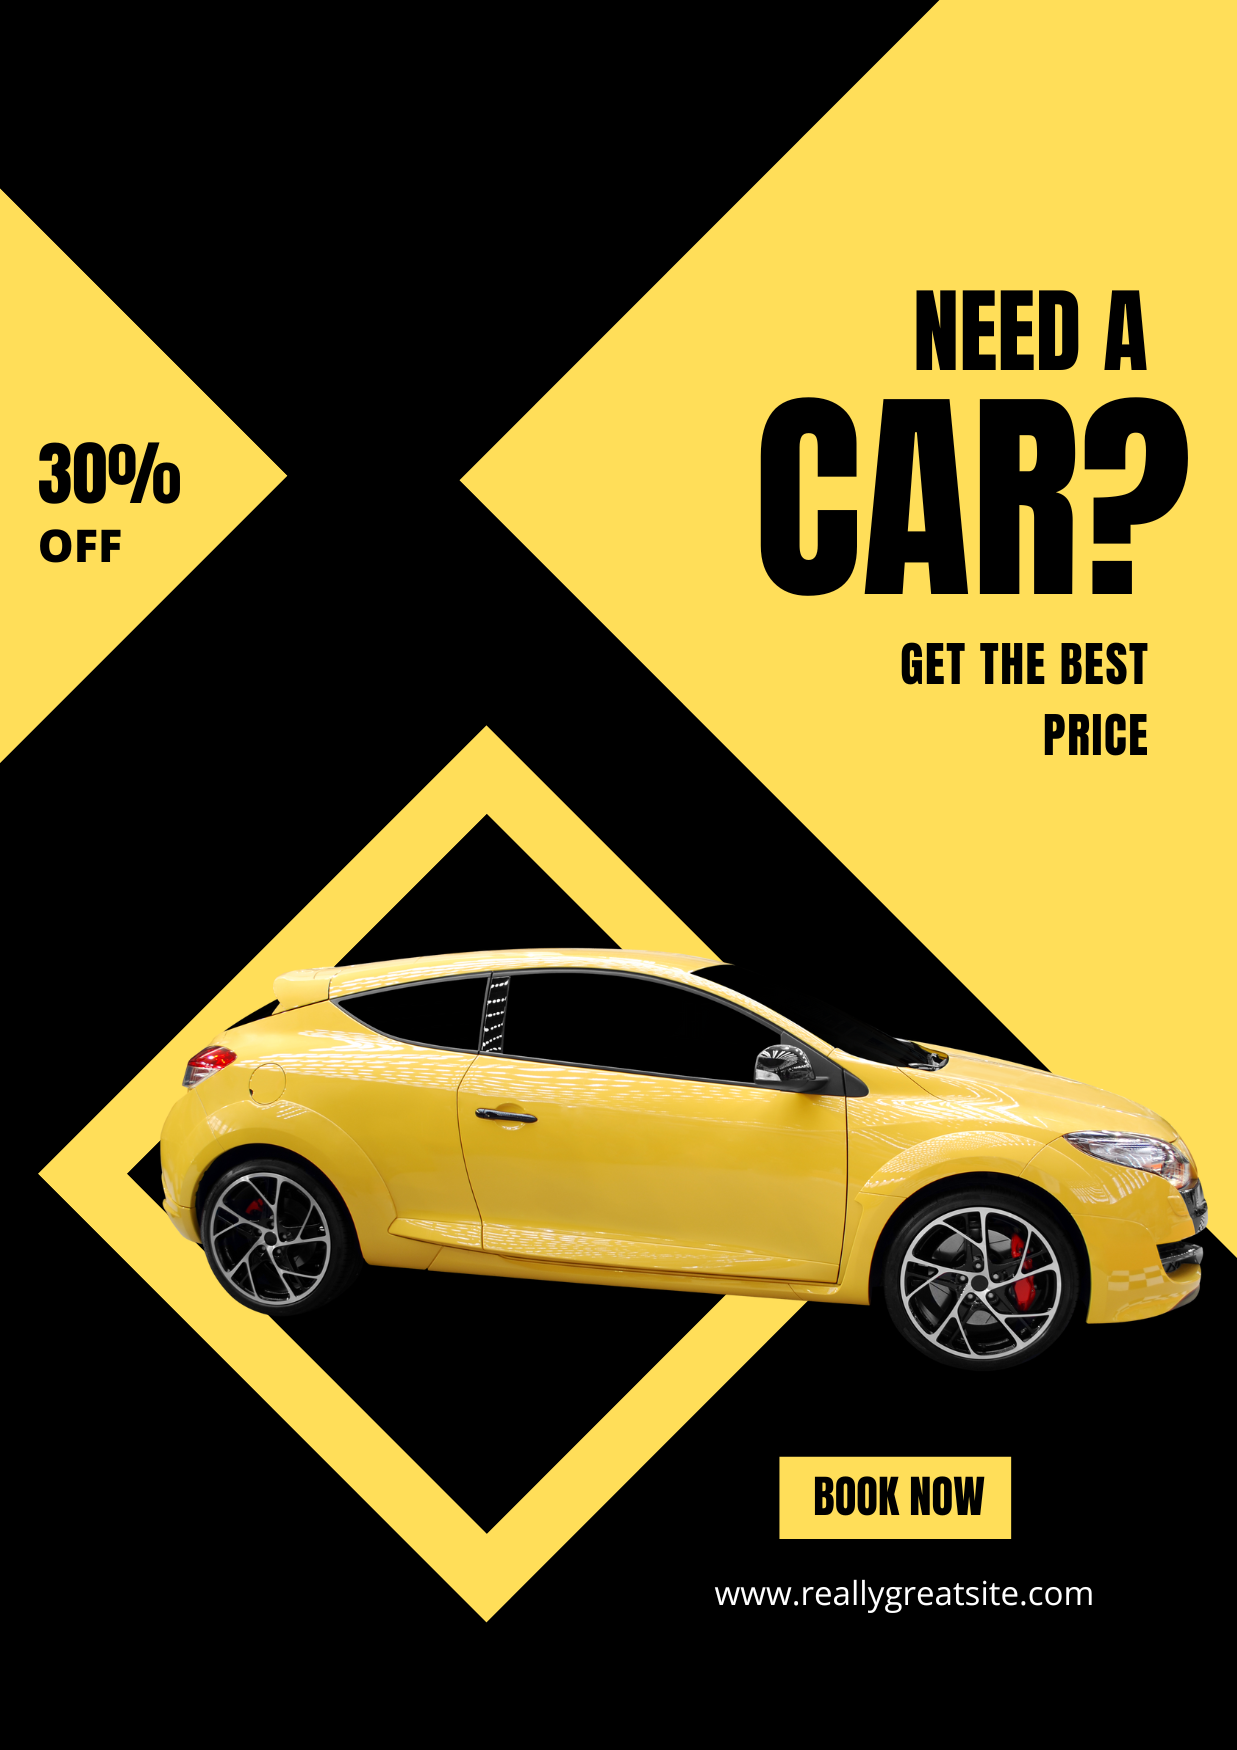 NEED A
CAR?
30%
OFF
GET THE BEST
PRICE
BOOK NOW
www.reallygreatsite.com